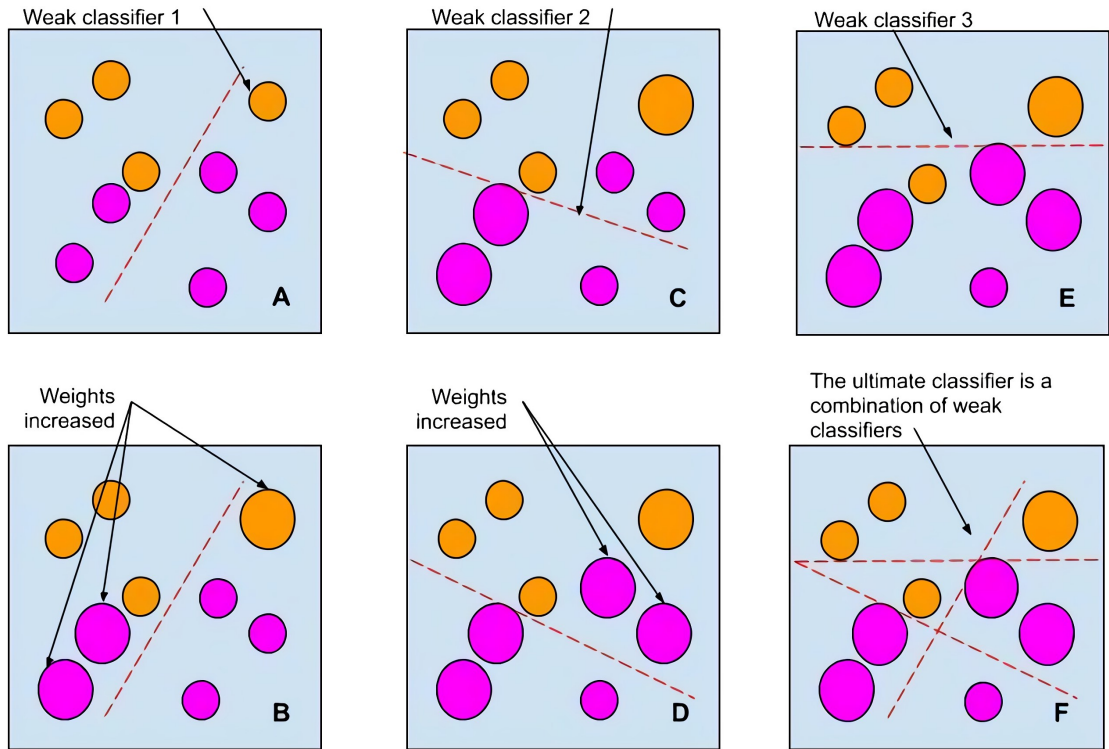 Weak classifier 1
Weak classifier 2
Weak classifier 3
A
C
E
Weights
increased
Weights
increased
The ultimate classifier is a
combination of weak
classifiers
B
D
F